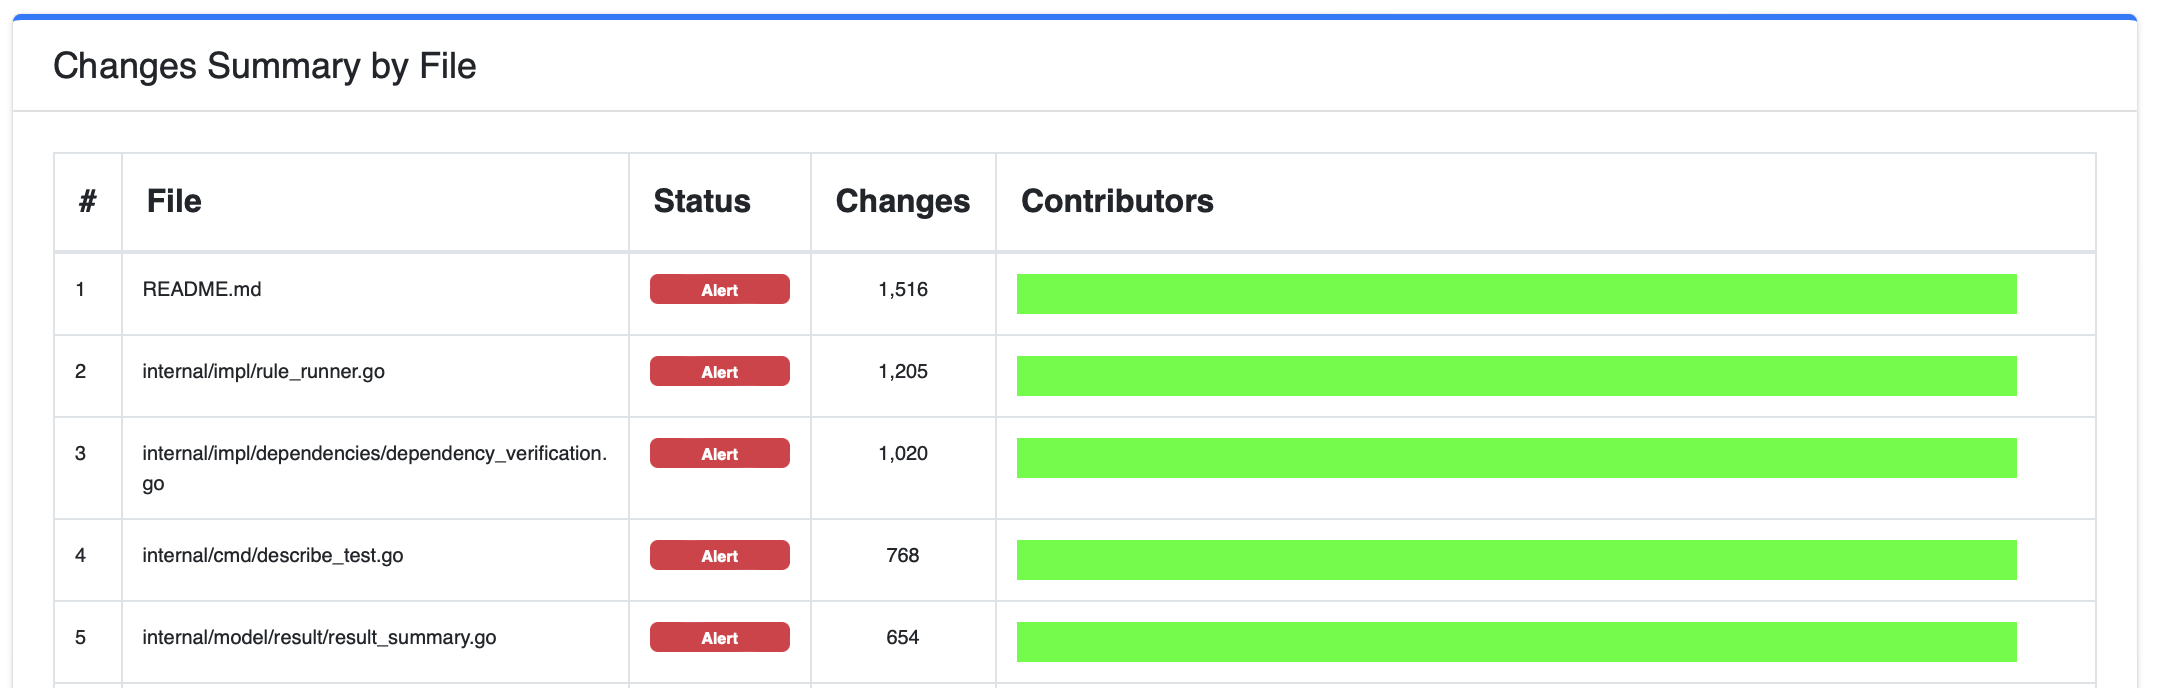 Changes Summary by File
# File Status Changes Contributors
1 README.md Alert 1,516
2 internal/impl/rule_runner.go Alert 1,205
3 internal/impl/dependencies/dependency_verification. Alert 1,020
go
4 internal/cmd/describe_test.go Alert 768
5 internal/model/result/result_summary.go Alert 654